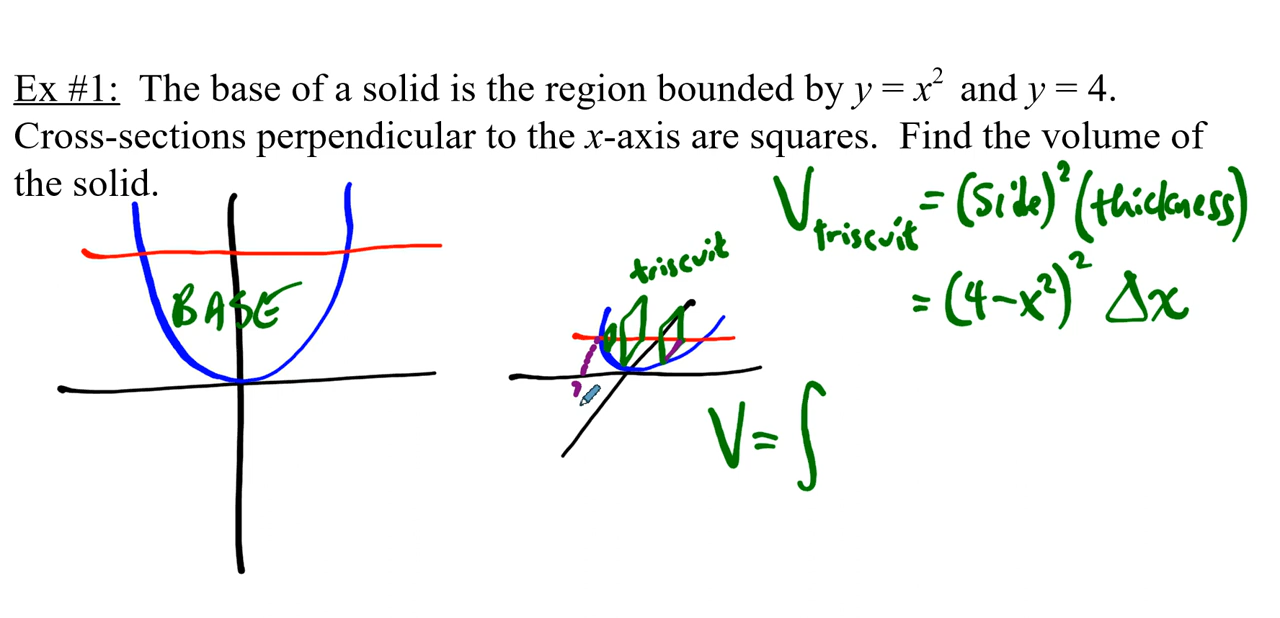 Ex #1: The base of a solid is the region bounded by y = x² and y = 4.
Cross-sections perpendicular to the x-axis are squares. Find the volume of
the solid.
V triscuit = (side)² (thickness)
= (4-x²)² Δx
triscuit
BASE
?
V = ∫